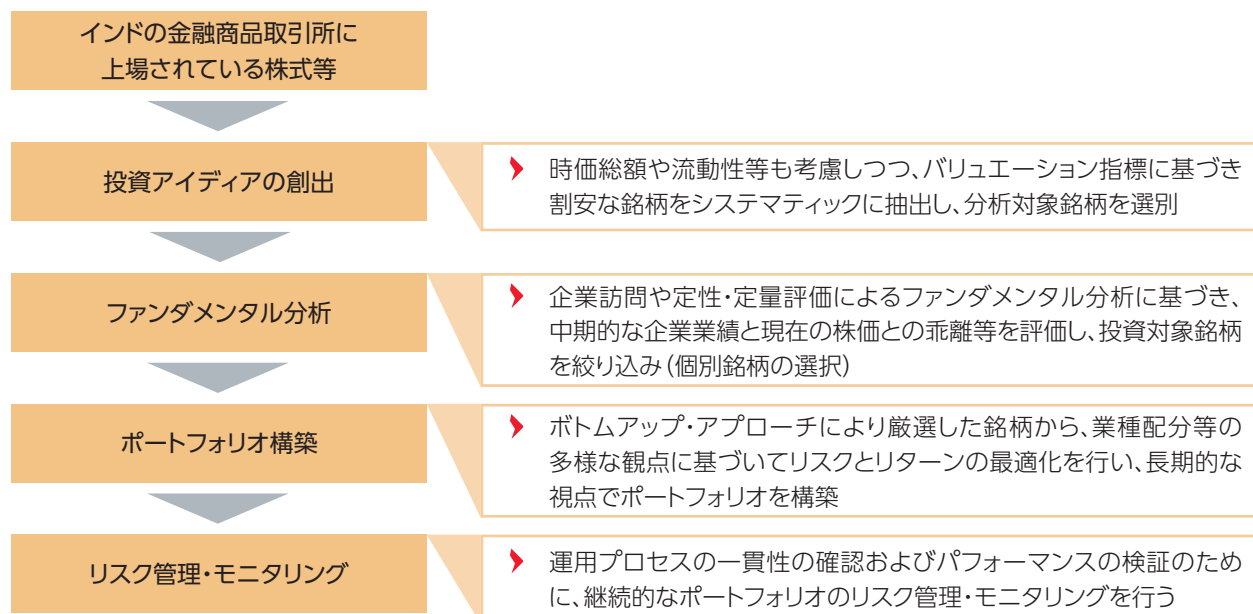 インドの金融商品取引所に
上場されている株式等
投資アイディアの創出
時価総額や流動性等も考慮しつつ、バリュエーション指標に基づき
割安な銘柄をシステマティックに抽出し、分析対象銘柄を選別
ファンダメンタル分析
企業訪問や定性・定量評価によるファンダメンタル分析に基づき、
中期的な企業業績と現在の株価との乖離等を評価し、投資対象銘柄
を絞り込み(個別銘柄の選択)
ポートフォリオ構築
ボトムアップ・アプローチにより厳選した銘柄から、業種配分等の
多様な観点に基づいてリスクとリターンの最適化を行い、長期的な
視点でポートフォリオを構築
リスク管理・モニタリング
運用プロセスの一貫性の確認およびパフォーマンスの検証のため
に、継続的なポートフォリオのリスク管理・モニタリングを行う